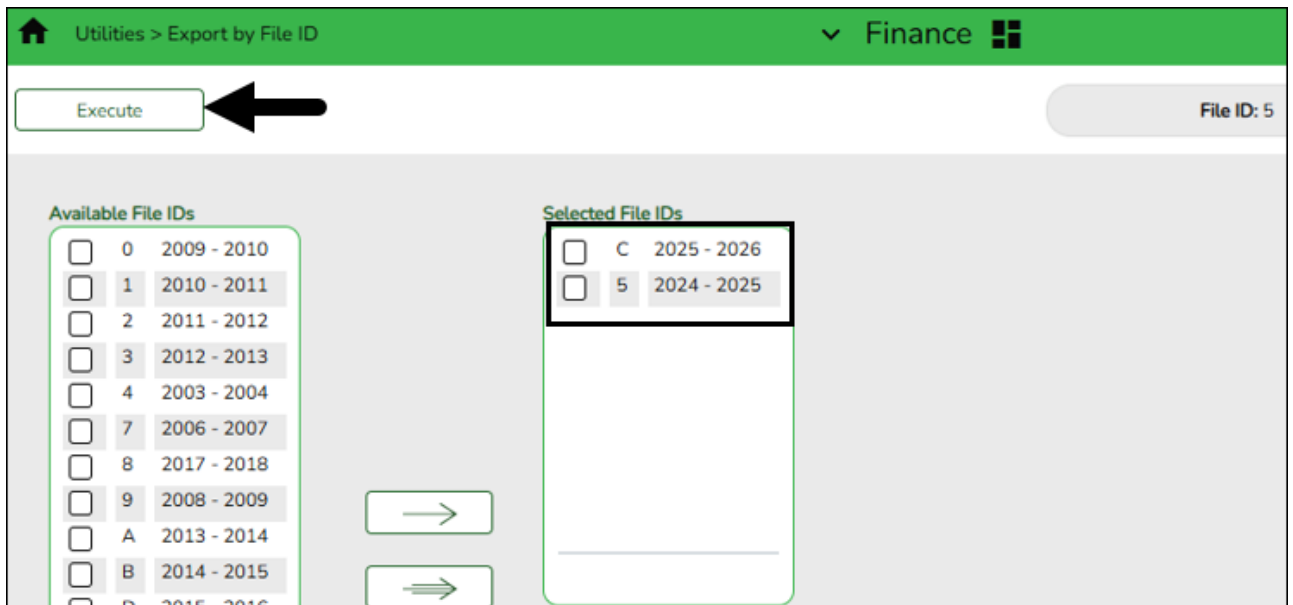 Utilities > Export by File ID
Finance
Execute
File ID: 5
Available File IDs
0 2009 - 2010
1 2010 - 2011
2 2011 - 2012
3 2012 - 2013
4 2003 - 2004
7 2006 - 2007
8 2017 - 2018
9 2008 - 2009
A 2013 - 2014
B 2014 - 2015
D 2015 - 2016
Selected File IDs
C 2025 - 2026
5 2024 - 2025